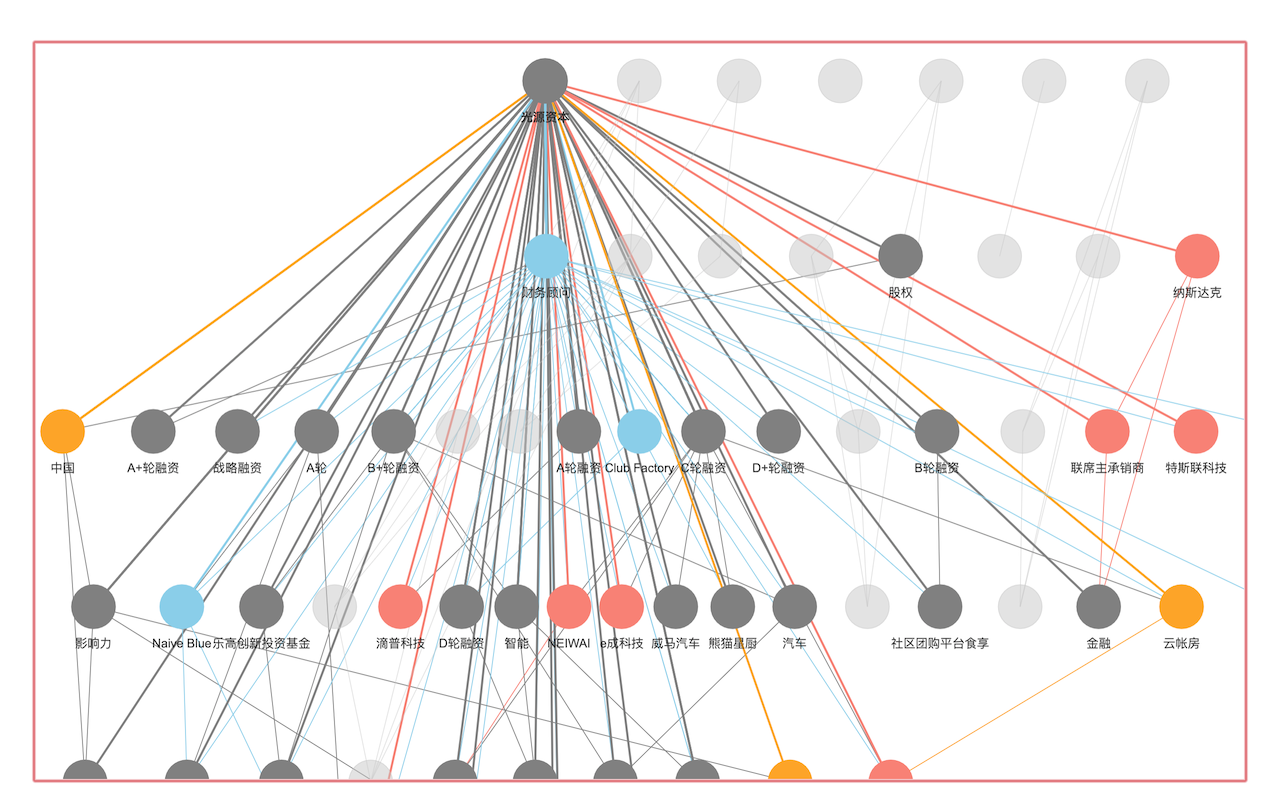 光源资本
财务顾问
股权
纳斯达克
中国
A+轮融资
战略融资
A轮
B+轮融资
A轮融资
Club Factory
C轮融资
D+轮融资
B轮融资
联席主承销商
特斯联科技
影响力
Naive Blue
乐高创新投资基金
滴普科技
D轮融资
智能
NEIWAI
e成科技
威马汽车
熊猫星厨
汽车
社区团购平台食享
金融
云帐房